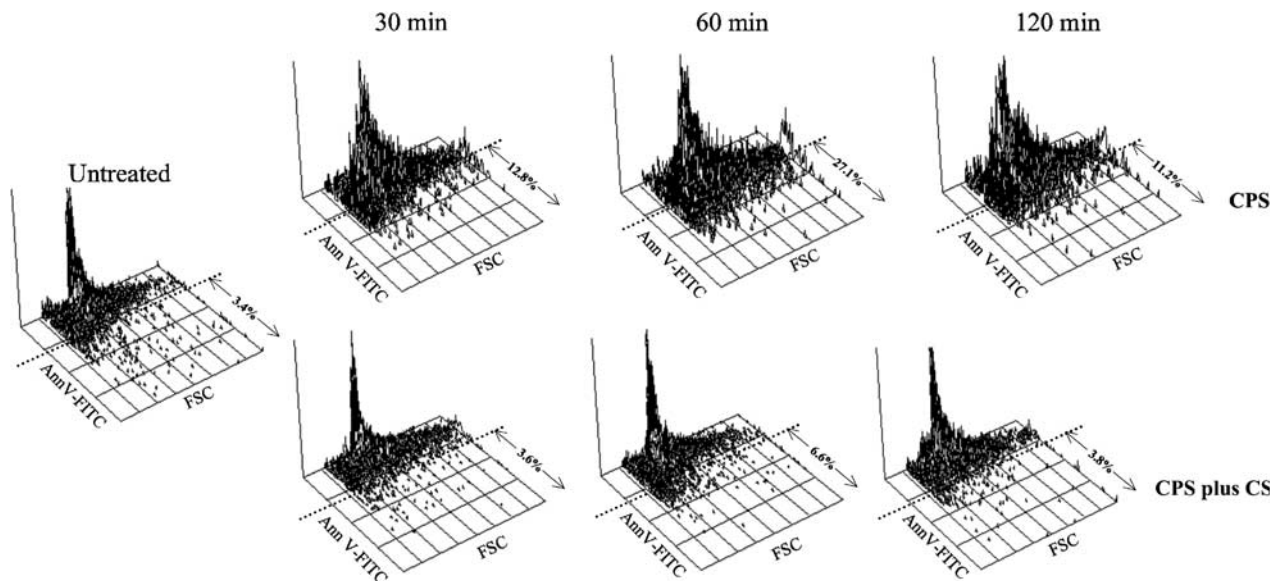 30 min
60 min
120 min
Untreated
12.8%
27.1%
11.2%
CPS
Ann V-FITC
FSC
Ann V-FITC
FSC
Ann V-FITC
FSC
3.4%
AnnV-FITC
FSC
3.6%
6.6%
3.8%
CPS plus CS
Ann V-FITC
FSC
AnnV-FITC
FSC
AnnV-FITC
FSC